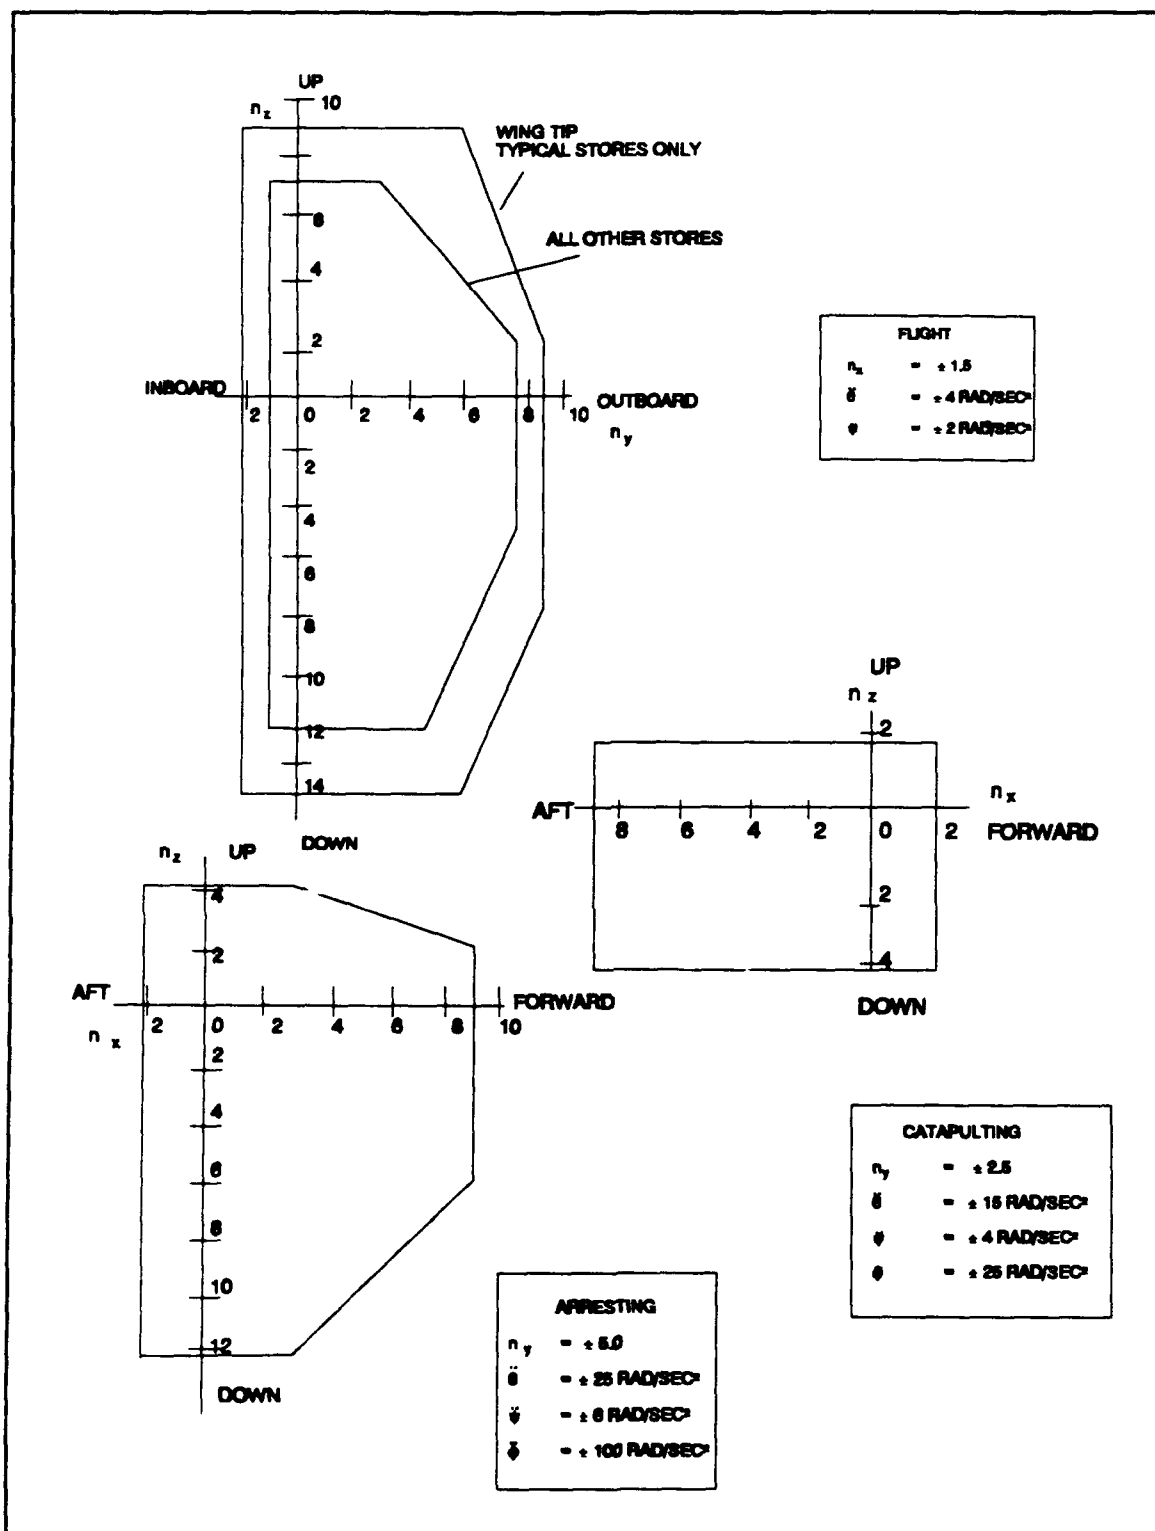 UP
n z
10
WING TIP
TYPICAL STORES ONLY
6
ALL OTHER STORES
4
2
FLIGHT
n x = ± 1.5
θ̈ = ± 4 RAD/SEC²
= ± 2 RAD/SEC²
INBOARD
2 0 2 4 6 8 10
OUTBOARD
n y
2
4
6
8
10
12
14
DOWN
UP
n z
2
AFT
8 6 4 2 0 2
n x
FORWARD
2
4
DOWN
n z UP
4
2
AFT
n x
2 0 2 4 6 8 10
FORWARD
2
4
6
8
10
12
DOWN
CATAPULTING
n y = ± 2.5
θ̈ = ± 15 RAD/SEC²
ψ̈ = ± 4 RAD/SEC²
= ± 25 RAD/SEC²
ARRESTING
n y = ± 5.0
θ̈ = ± 25 RAD/SEC²
ψ̈ = ± 6 RAD/SEC²
φ̈ = ± 100 RAD/SEC²